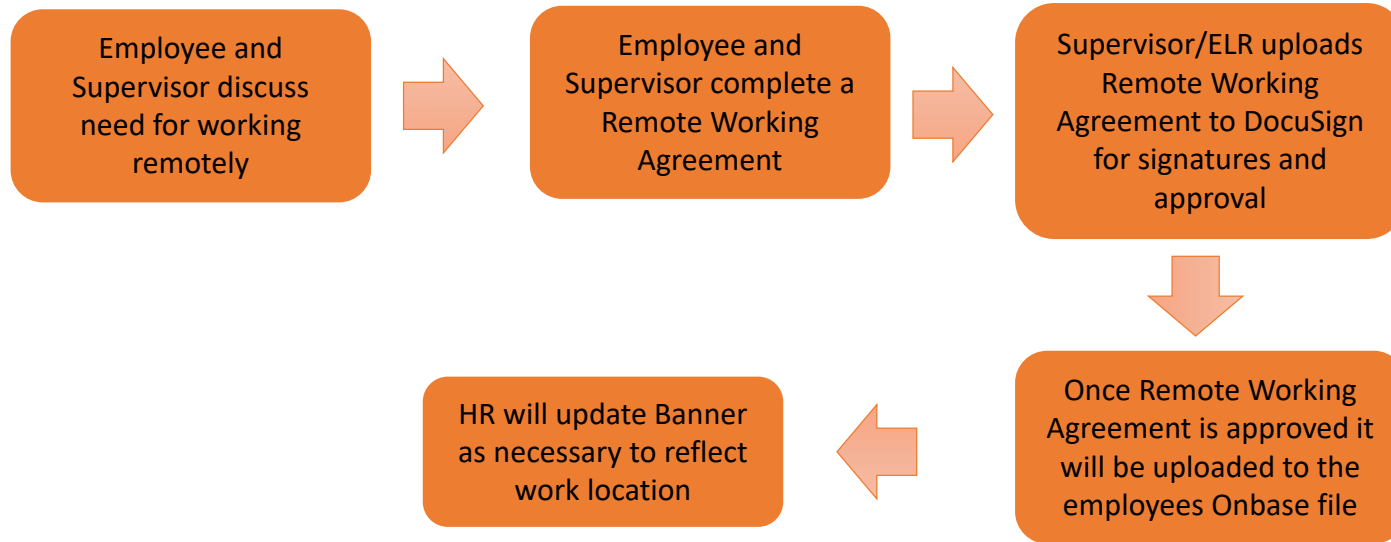 Employee and
Supervisor discuss
need for working
remotely
Employee and
Supervisor complete a
Remote Working
Agreement
Supervisor/ELR uploads
Remote Working
Agreement to DocuSign
for signatures and
approval
Once Remote Working
Agreement is approved it
will be uploaded to the
employees Onbase file
HR will update Banner
as necessary to reflect
work location